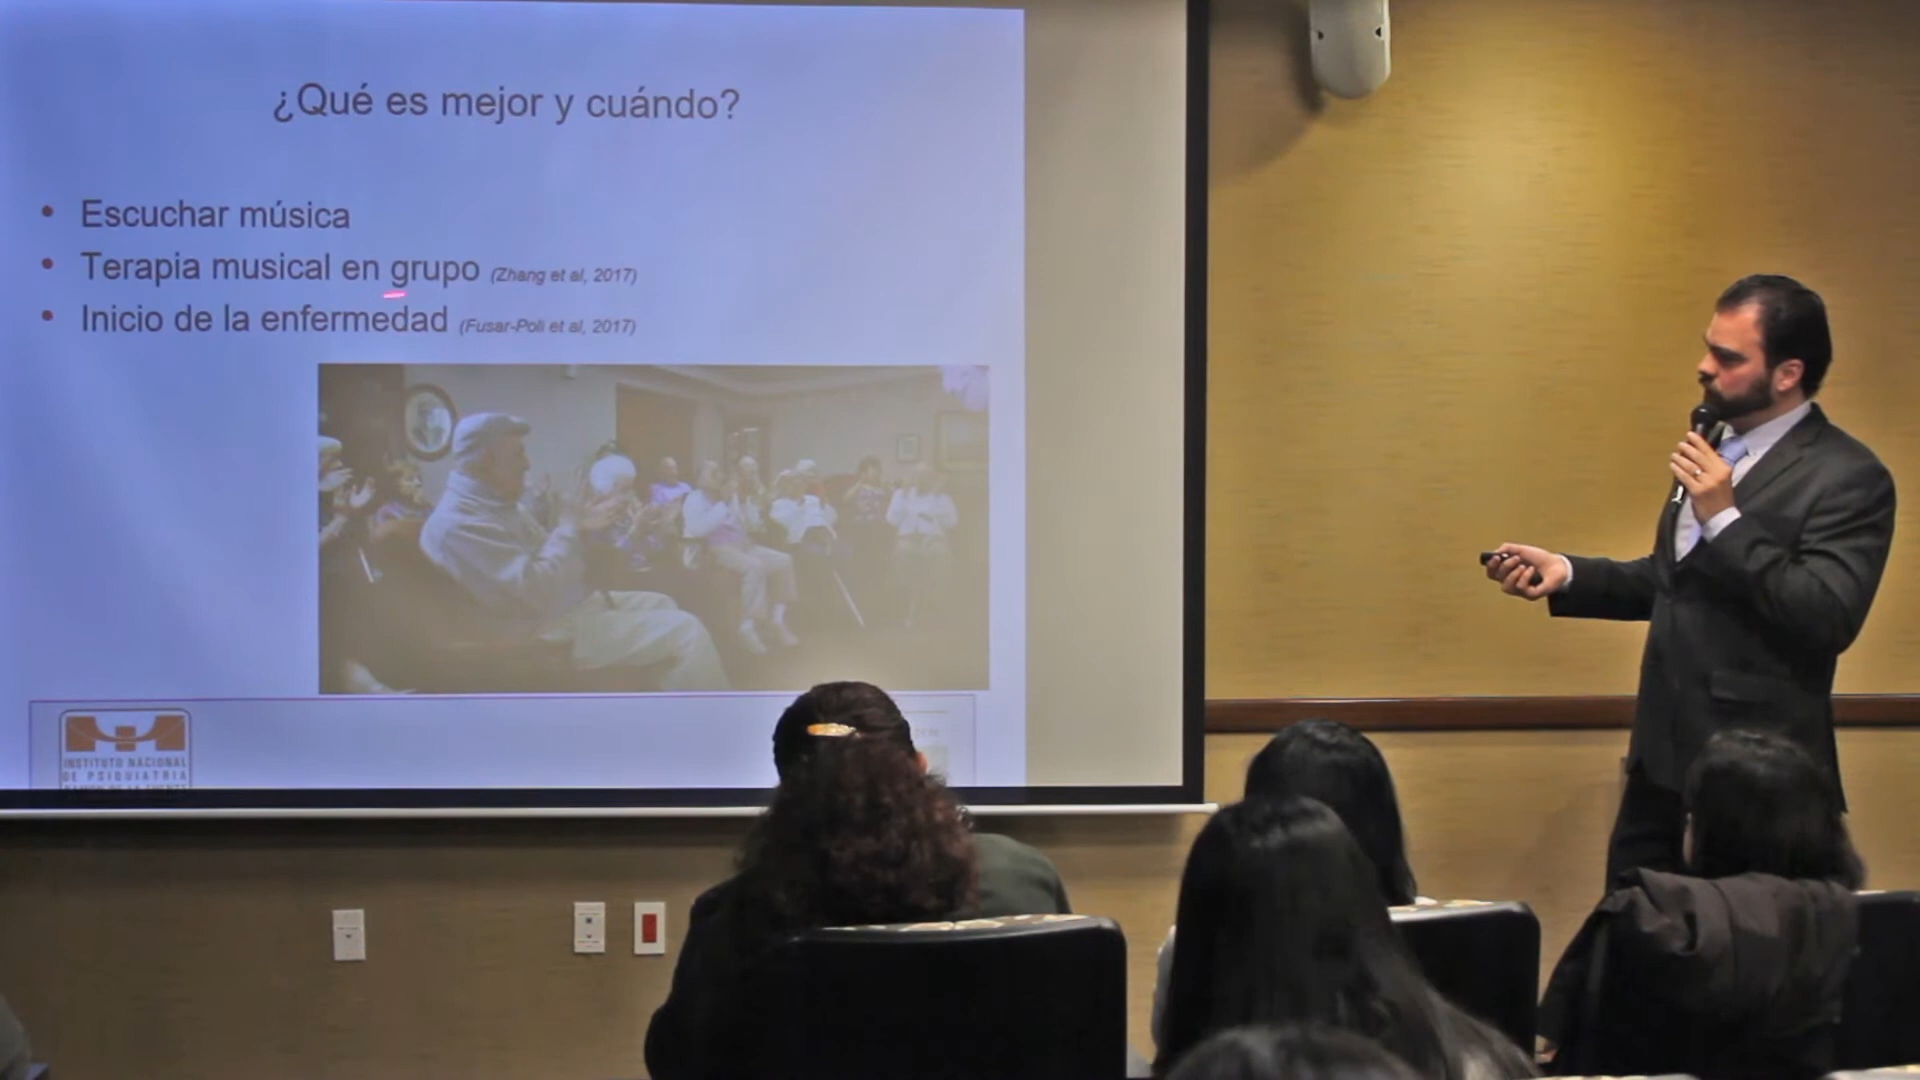 ¿Qué es mejor y cuándo?
• Escuchar música
• Terapia musical en grupo (Zhang et al, 2017)
• Inicio de la enfermedad (Fusar-Poli et al, 2017)
INSTITUTO NACIONAL
DE PSIQUIATRIA